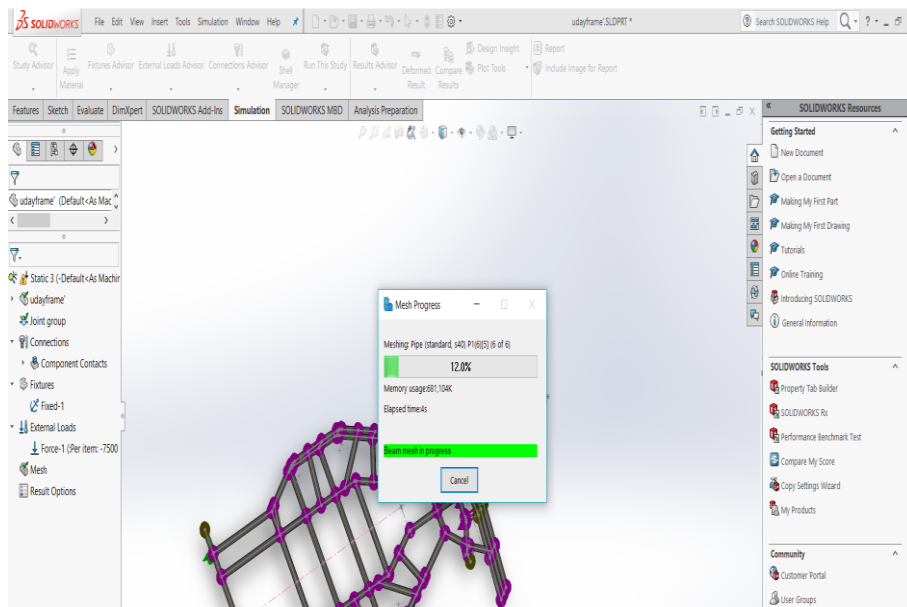 SOLIDWORKS File Edit View Insert Tools Simulation Window Help udayframe'.SLDPRT * Search SOLIDWORKS Help
Study Advisor
Apply Material
Fixtures Advisor
External Loads Advisor
Connections Advisor
Shell Manager
Run This Study
Results Advisor
Deformed Result
Compare Results
Design Insight
Plot Tools
Report
Include Image for Report
Features Sketch Evaluate DimXpert SOLIDWORKS Add-Ins Simulation SOLIDWORKS MBD Analysis Preparation
udayframe' (Default<As Mac
Static 3 (-Default<As Machin
udayframe'
Joint group
Connections
Component Contacts
Fixtures
Fixed-1
External Loads
Force-1 (:Per item: -7500
Mesh
Result Options
Mesh Progress
Meshing: Pipe (standard, s40) P1(6)[5] (6 of 6)
12.0%
Memory usage:681,104K
Elapsed time:4s
Beam mesh in progress
Cancel
SOLIDWORKS Resources
Getting Started
New Document
Open a Document
Making My First Part
Making My First Drawing
Tutorials
Online Training
Introducing SOLIDWORKS
General Information
SOLIDWORKS Tools
Property Tab Builder
SOLIDWORKS Rx
Performance Benchmark Test
Compare My Score
Copy Settings Wizard
My Products
Community
Customer Portal
User Groups